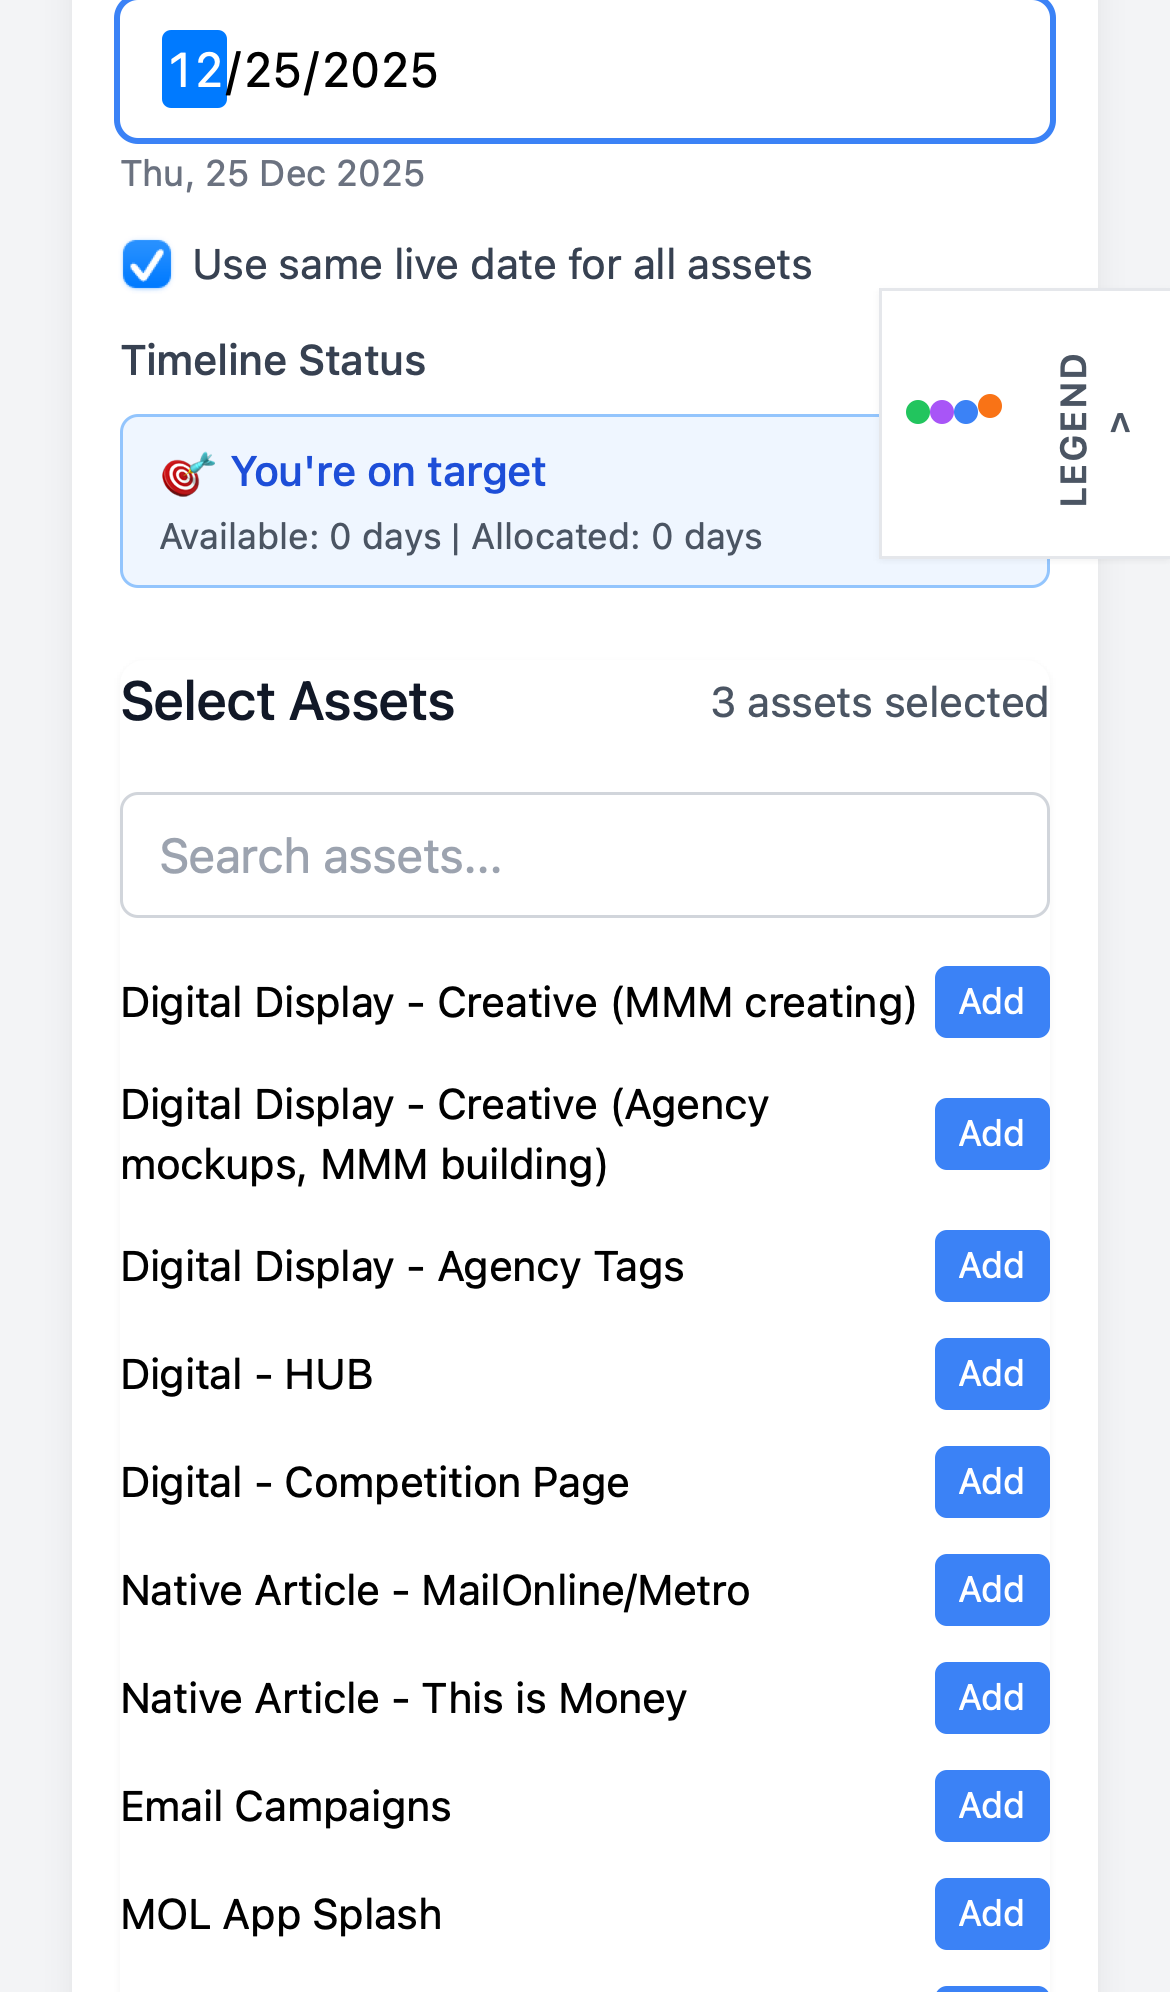 12/25/2025
Thu, 25 Dec 2025
Use same live date for all assets
LEGEND
^
Timeline Status
You're on target
Available: 0 days | Allocated: 0 days
Select Assets
3 assets selected
Search assets...
Digital Display - Creative (MMM creating)
Add
Digital Display - Creative (Agency
mockups, MMM building)
Add
Digital Display - Agency Tags
Add
Digital - HUB
Add
Digital - Competition Page
Add
Native Article - MailOnline/Metro
Add
Native Article - This is Money
Add
Email Campaigns
Add
MOL App Splash
Add